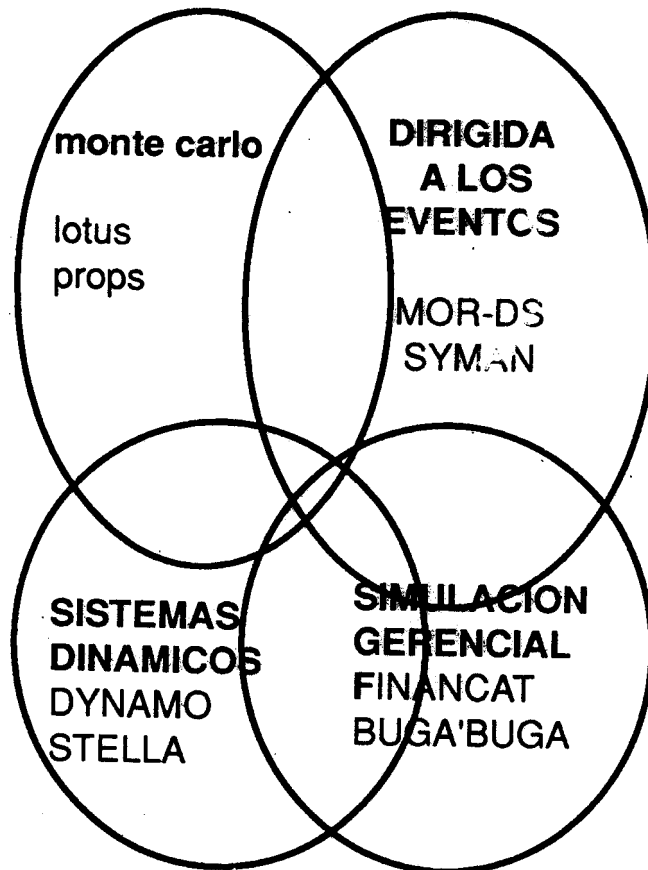 monte carlo
lotus
props
DIRIGIDA
A LOS
EVENTOS
MOR-DS
SYMAN
SISTEMAS
DINAMICOS
DYNAMO
STELLA
SIMULACION
GERENCIAL
FINANCAT
BUGA'BUGA